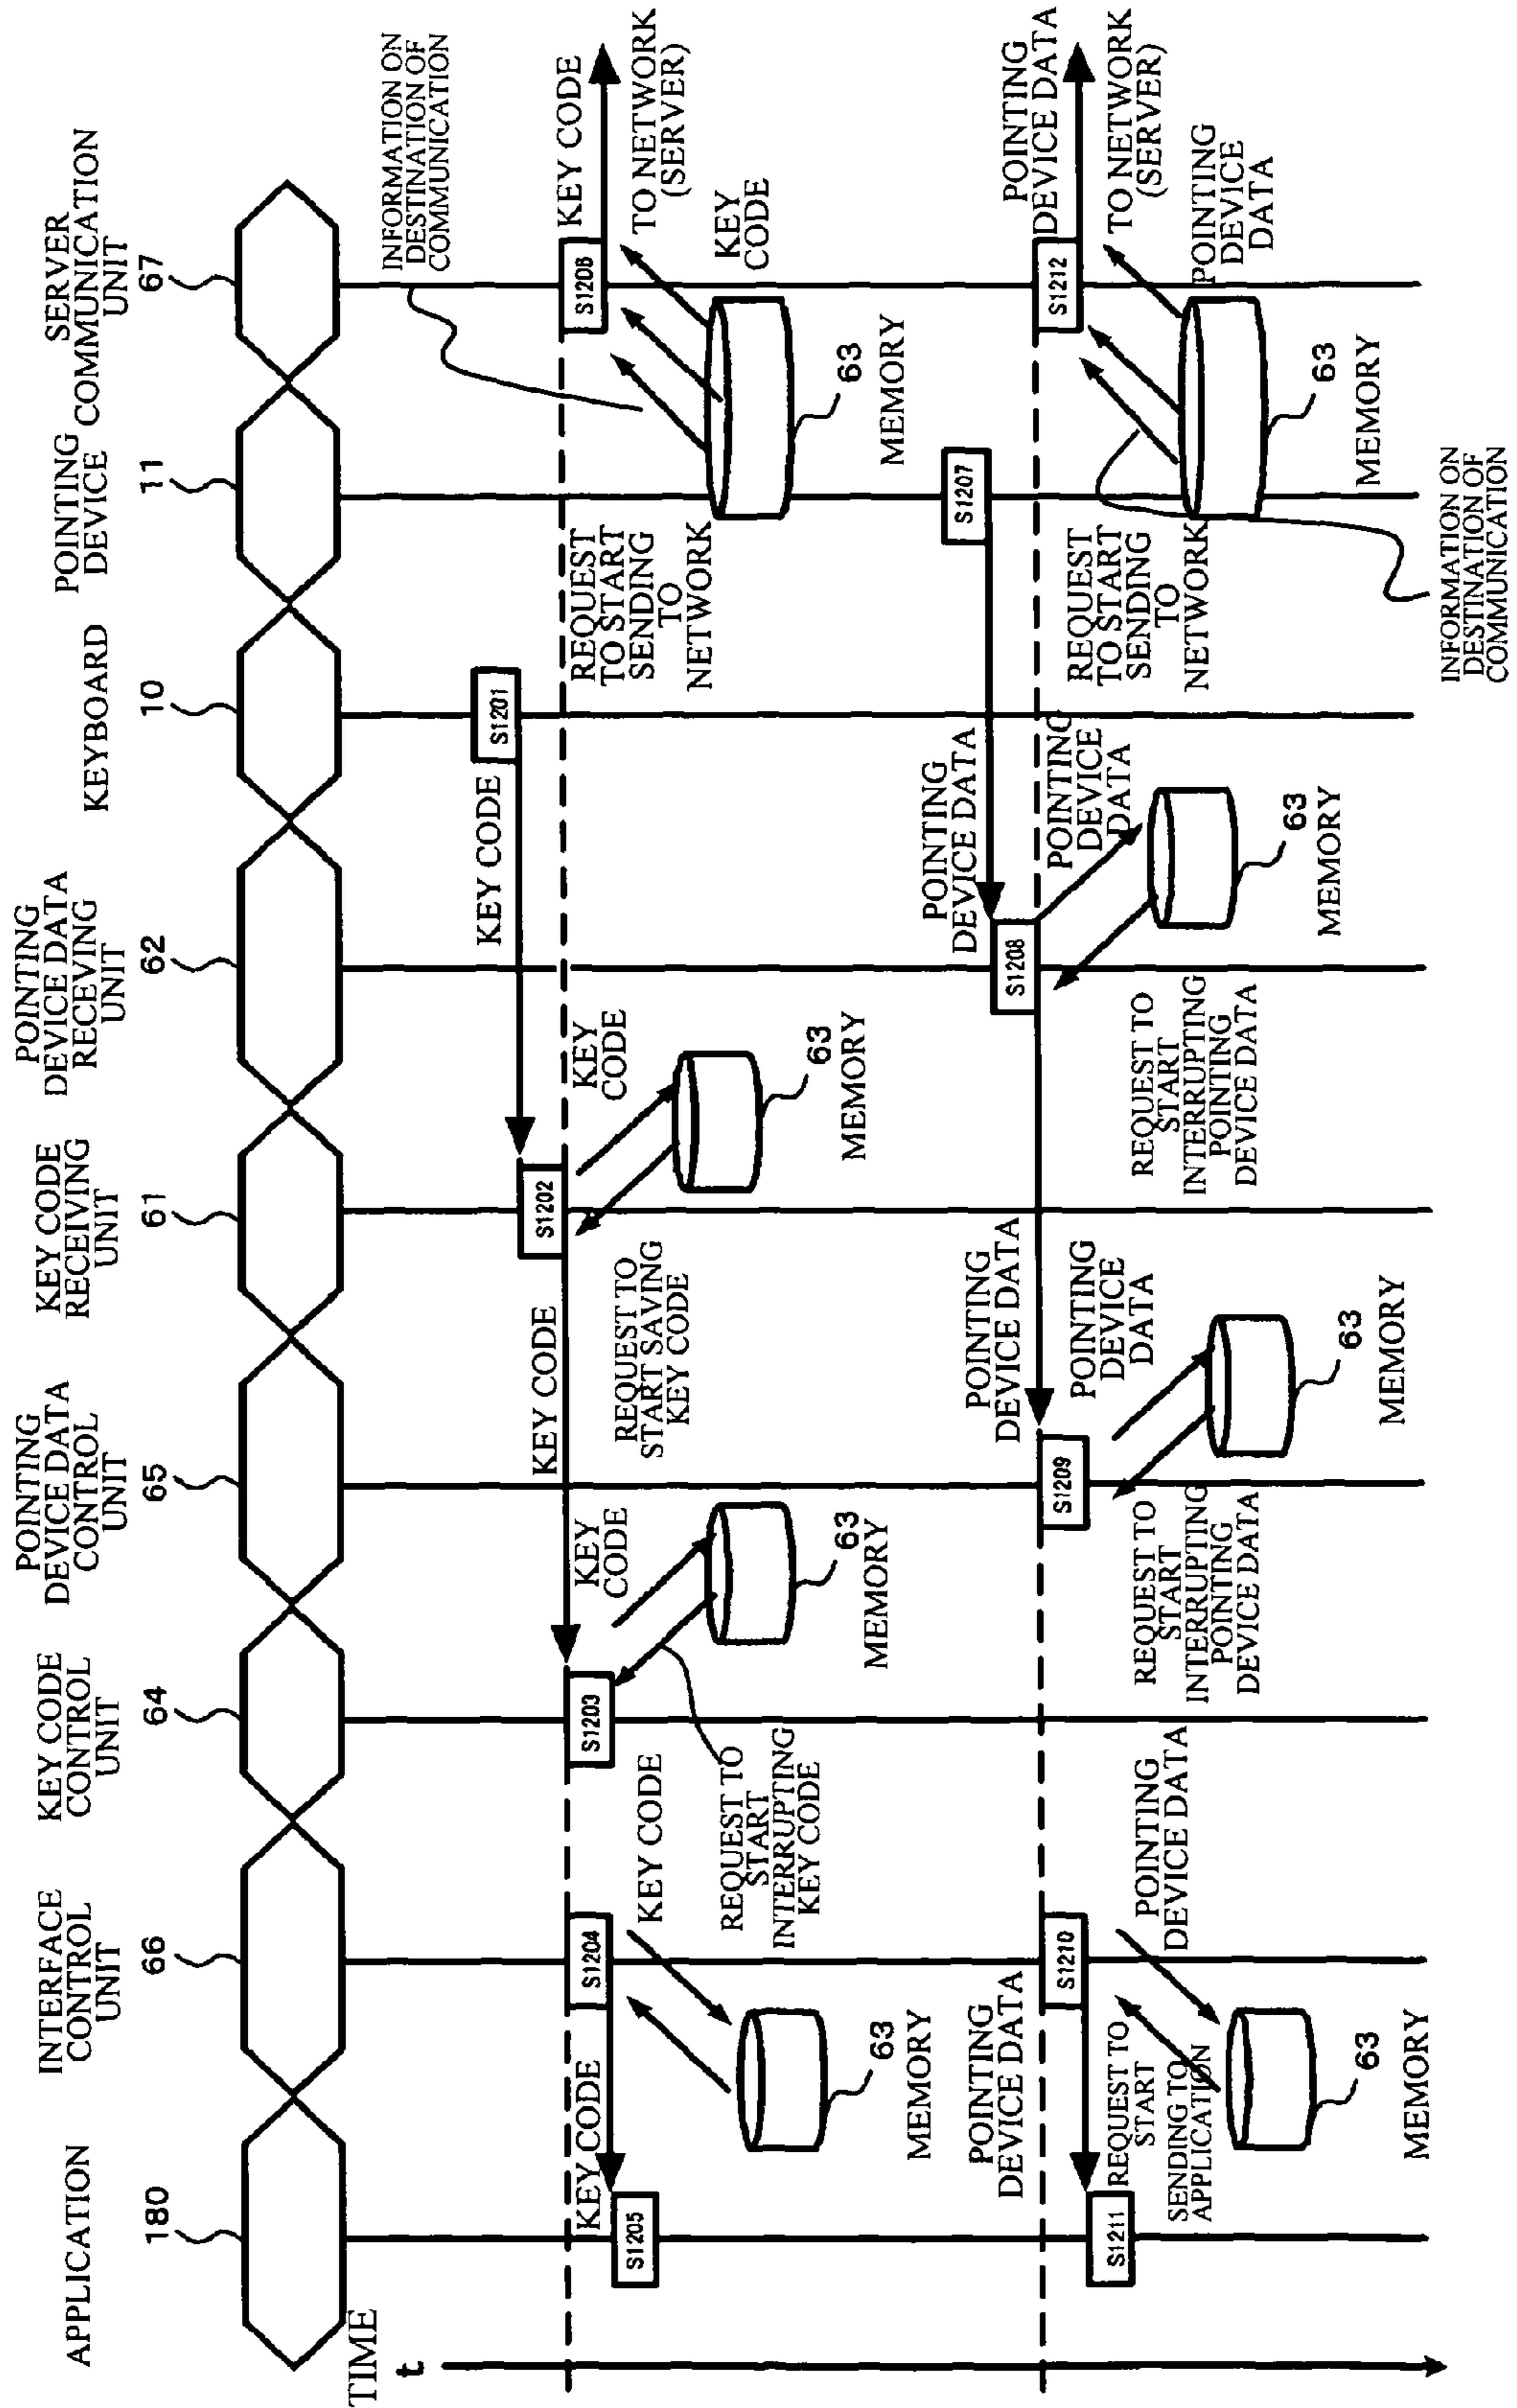 APPLICATION
180
INTERFACE
CONTROL
UNIT
66
KEY CODE
CONTROL
UNIT
64
POINTING
DEVICE DATA
CONTROL
UNIT
65
KEY CODE
RECEIVING
UNIT
61
POINTING
DEVICE DATA
RECEVING
UNIT
62
KEYBOARD
10
POINTING
DEVICE
11
SERVER
COMMUNICATION
UNIT
67
TIME
t
INFORMATION ON
DESTINATION OF
COMMUNICATION
S1201
KEY CODE
S1202
KEY CODE
KEY
CODE
63
MEMORY
REQUEST TO
START SAVING
KEY CODE
S1203
KEY
CODE
63
MEMORY
REQUEST TO
START
INTERRUPTING
KEY CODE
S1204
KEY CODE
63
MEMORY
KEY CODE
S1205
S1206
KEY CODE
TO NETWORK
(SERVER)
REQUEST
TO START
SENDING
TO
NETWORK
KEY
CODE
63
MEMORY
S1207
POINTING
DEVICE DATA
S1208
POINTING
DEVICE
DATA
63
MEMORY
REQUEST TO
START
INTERRUPTING
POINTING
DEVICE DATA
POINTING
DEVICE DATA
S1209
POINTING
DEVICE
DATA
63
MEMORY
REQUEST TO
START
INTERRUPTING
POINTING
DEVICE DATA
S1210
POINTING
DEVICE DATA
63
MEMORY
POINTING
DEVICE DATA
S1211
REQUEST TO
START
SENDING TO
APPLICATION
S1212
POINTING
DEVICE DATA
TO NETWORK
(SERVER)
REQUEST
TO START
SENDING
TO
NETWORK
POINTING
DEVICE
DATA
63
MEMORY
INFORMATION ON
DESTINATION OF
COMMUNICATION